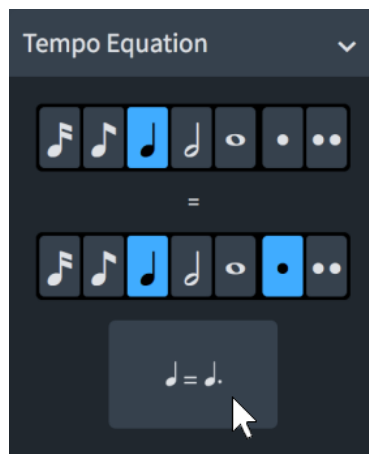 Tempo Equation
=
♩ = ♩.